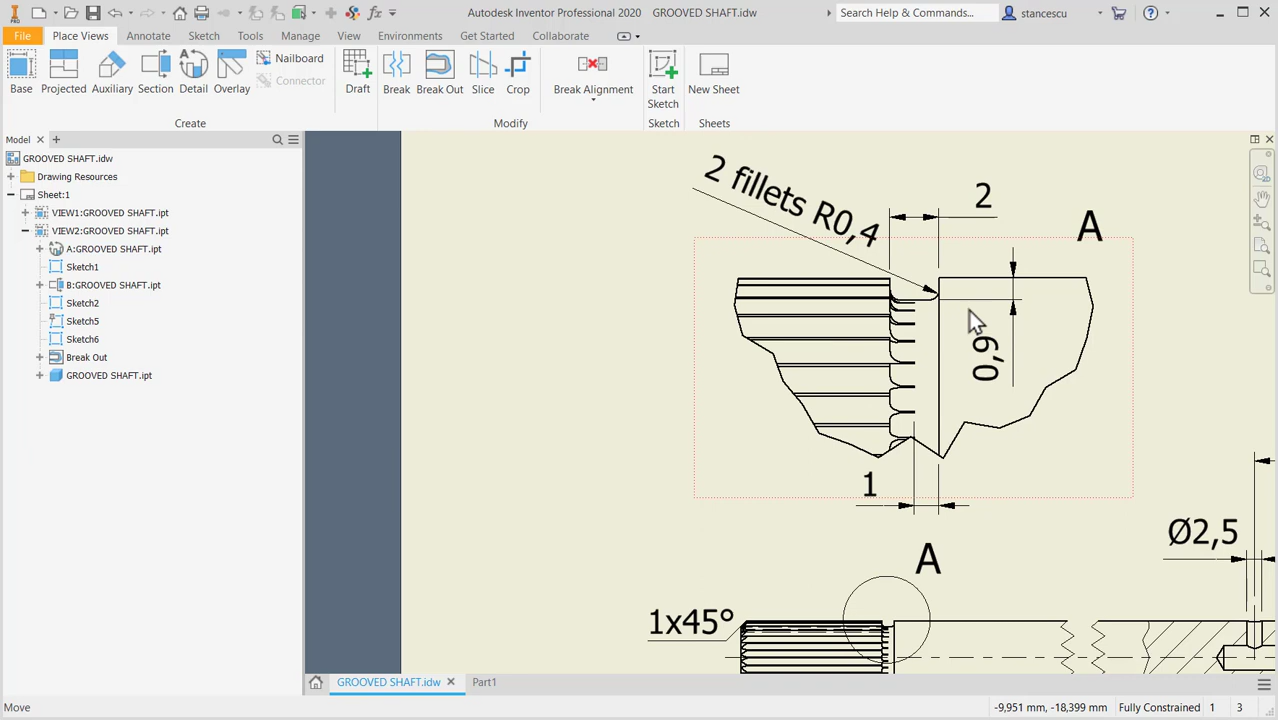 Autodesk Inventor Professional 2020 GROOVED SHAFT.idw
Search Help & Commands...
stancescu
PRO
File
Place Views
Annotate
Sketch
Tools
Manage
View
Environments
Get Started
Collaborate
Base
Projected
Auxiliary
Section
Detail
Overlay
Nailboard
Connector
Draft
Break
Break Out
Slice
Crop
Break Alignment
Start
Sketch
New Sheet
Create
Modify
Sketch
Sheets
Model
GROOVED SHAFT.idw
Drawing Resources
Sheet:1
VIEW1:GROOVED SHAFT.ipt
VIEW2:GROOVED SHAFT.ipt
A:GROOVED SHAFT.ipt
Sketch1
B:GROOVED SHAFT.ipt
Sketch2
Sketch5
Sketch6
Break Out
GROOVED SHAFT.ipt
2 fillets R0,4
2
A
0,6
1
A
Ø2,5
1x45°
GROOVED SHAFT.idw
Part1
Move
-9,951 mm, -18,399 mm
Fully Constrained
1
3